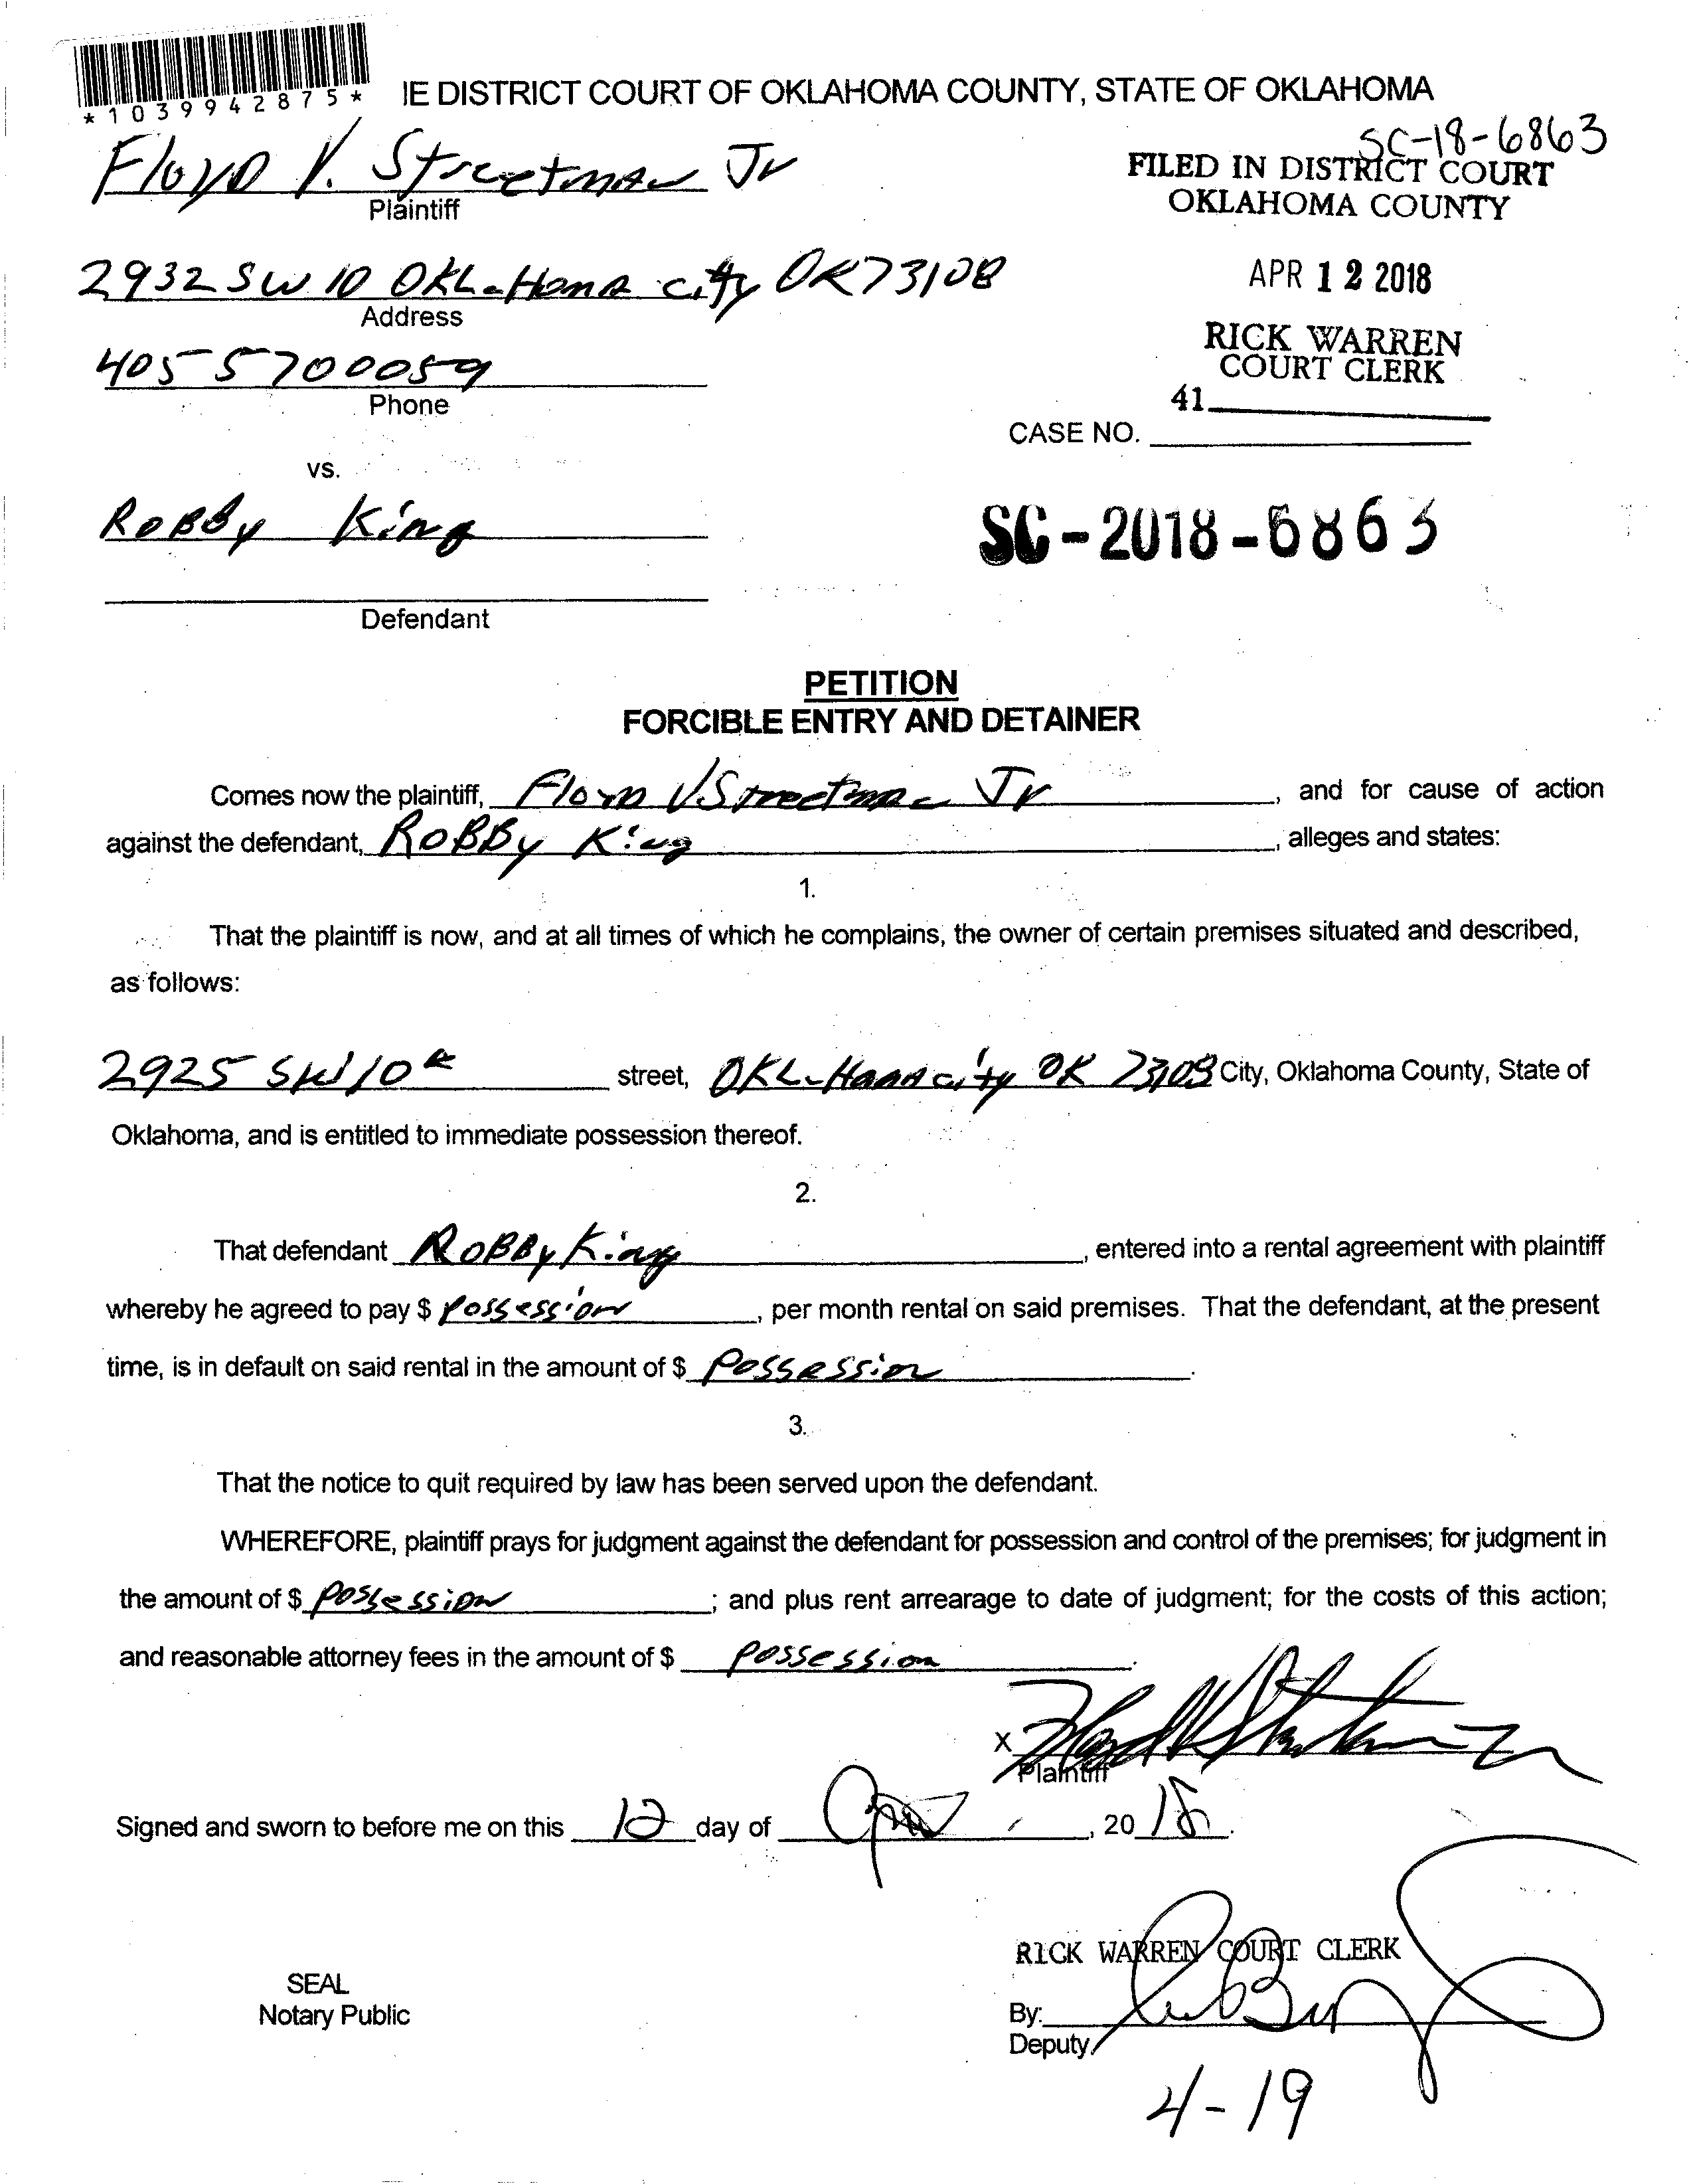 *1039942875*
IE DISTRICT COURT OF OKLAHOMA COUNTY, STATE OF OKLAHOMA
SC-18-6863
Floyd V. Streetman Jr
Plaintiff
FILED IN DISTRICT COURT
OKLAHOMA COUNTY
2932 SW 10 OKLaHoma city OK 73108
Address
APR 12 2018
RICK WARREN
COURT CLERK
405 5700059
Phone
41
CASE NO.
vs.
RoBBy King
SC-2018-6863
Defendant
PETITION
FORCIBLE ENTRY AND DETAINER
Comes now the plaintiff, Floyd V Streetman Jr, and for cause of action
against the defendant, RoBBy King, alleges and states:
1.
That the plaintiff is now, and at all times of which he complains, the owner of certain premises situated and described,
as follows:
2925 SW 10th street, OKLaHoma city OK 73108 City, Oklahoma County, State of
Oklahoma, and is entitled to immediate possession thereof.
2.
That defendant RoBBy King, entered into a rental agreement with plaintiff
whereby he agreed to pay $ Possession, per month rental on said premises. That the defendant, at the present
time, is in default on said rental in the amount of $ Possession.
3.
That the notice to quit required by law has been served upon the defendant.
WHEREFORE, plaintiff prays for judgment against the defendant for possession and control of the premises; for judgment in
the amount of $ Possession; and plus rent arrearage to date of judgment; for the costs of this action;
and reasonable attorney fees in the amount of $ Possession.
X Floyd V Streetman Jr
Plaintiff
Signed and sworn to before me on this 12 day of April, 2018.
RICK WARREN COURT CLERK
SEAL
Notary Public
By:
Deputy
4-19